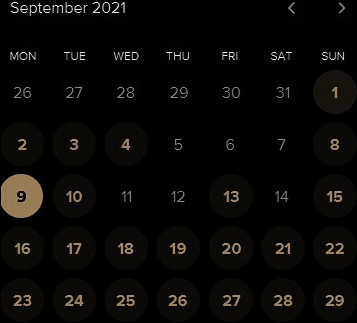 September 2021
MON TUE WED THU FRI SAT SUN
26 27 28 29 30 31 1
2 3 4 5 6 7 8
9 10 11 12 13 14 15
16 17 18 19 20 21 22
23 24 25 26 27 28 29